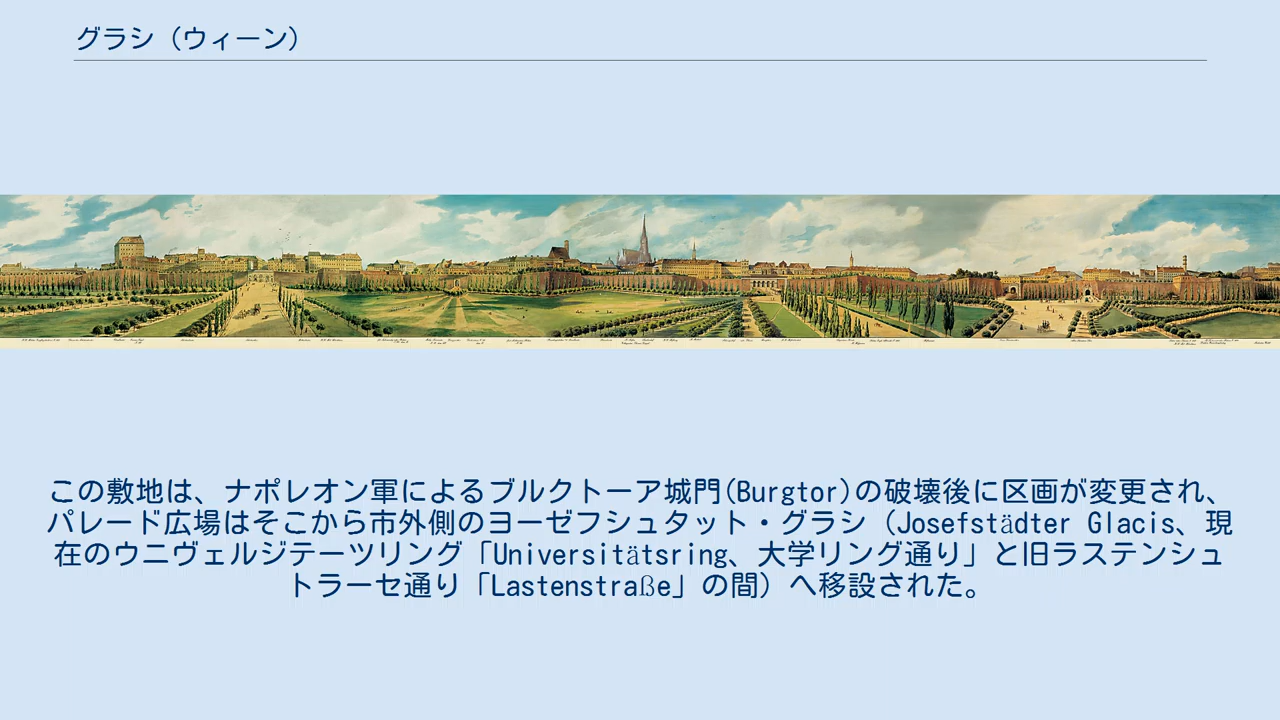 グラシ（ウィーン）
この敷地は、ナポレオン軍によるブルクトーア城門(Burgtor)の破壊後に区画が変更され、
パレード広場はそこから市外側のヨーゼフシュタット・グラシ（Josefstädter Glacis、現
在のウニヴェルジテーツリング「Universitätsring、大学リング通り」と旧ラステンシュ
トラーセ通り「Lastenstraße」の間）へ移設された。